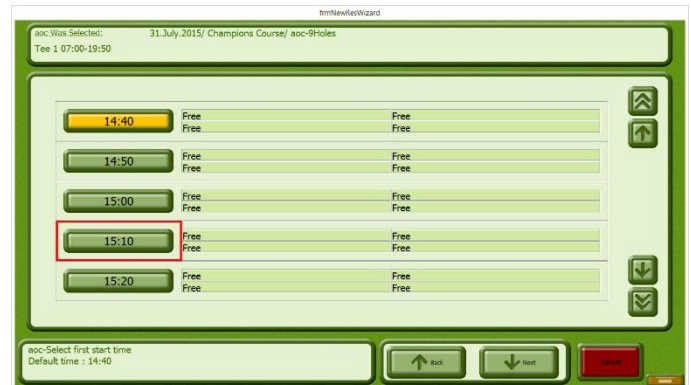 frmNewResWizard
aoc Was Selected: 31.July.2015/ Champions Course/ aoc-9Holes
Tee 1 07:00-19:50
14:40 Free Free
Free Free
14:50 Free Free
Free Free
15:00 Free Free
Free Free
15:10 Free Free
Free Free
15:20 Free Free
Free Free
aoc-Select first start time
Default time : 14:40
Back
Next
Cancel